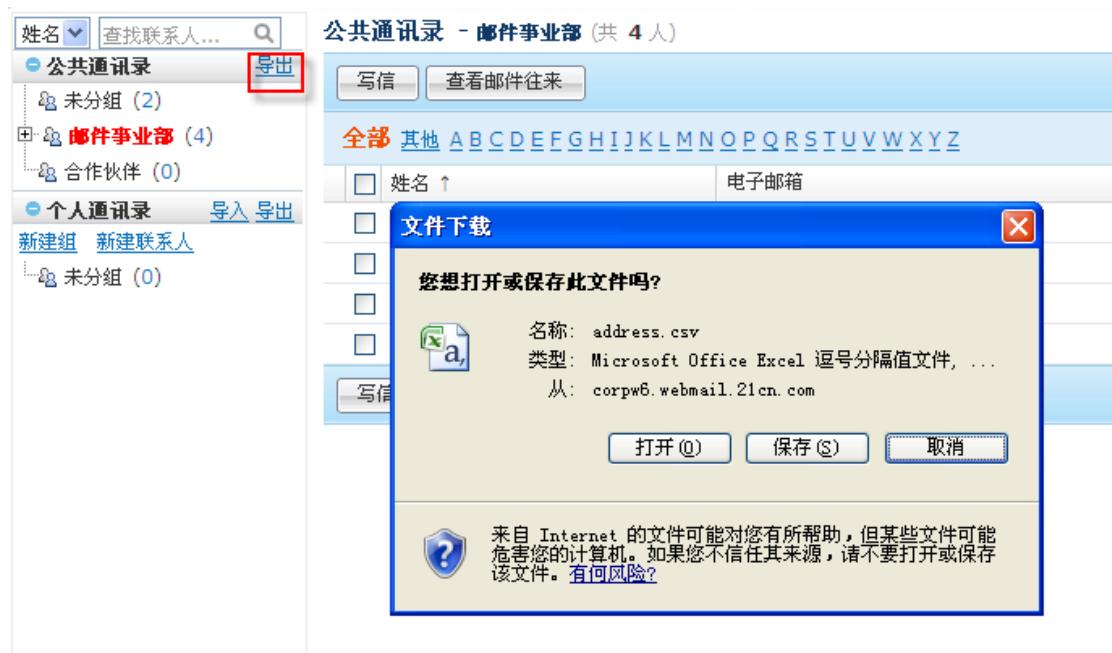 姓名 查找联系人...
公共通讯录 导出
未分组 (2)
邮件事业部 (4)
合作伙伴 (0)
个人通讯录 导入 导出
新建组 新建联系人
未分组 (0)
公共通讯录 - 邮件事业部 (共 4 人)
写信 查看邮件往来
全部 其他 A B C D E F G H I J K L M N O P Q R S T U V W X Y Z
姓名 ↑ 电子邮箱
写信
文件下载
您想打开或保存此文件吗?
名称: address.csv
类型: Microsoft Office Excel 逗号分隔值文件, ...
从: corpw6.webmail.21cn.com
打开(O) 保存(S) 取消
来自 Internet 的文件可能对您有所帮助，但某些文件可能
危害您的计算机。如果您不信任其来源，请不要打开或保存
该文件。有何风险?